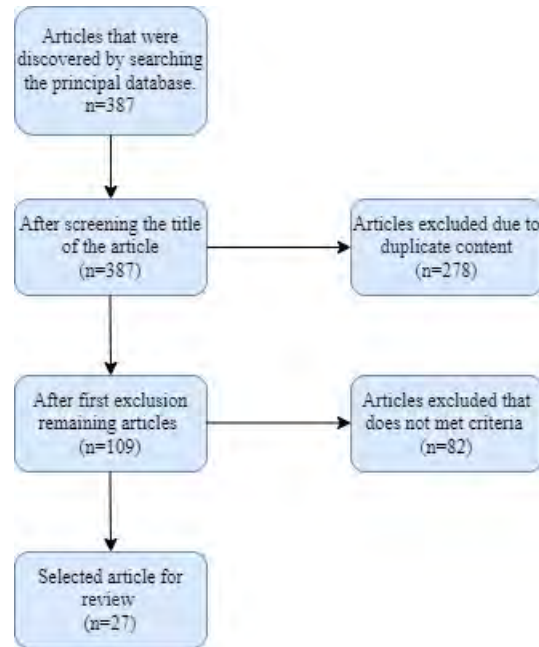 Articles that were
discovered by searching
the principal database.
n=387
After screening the title
of the article
(n=387)
Articles excluded due to
duplicate content
(n=278)
After first exclusion
remaining articles
(n=109)
Articles excluded that
does not met criteria
(n=82)
Selected article for
review
(n=27)